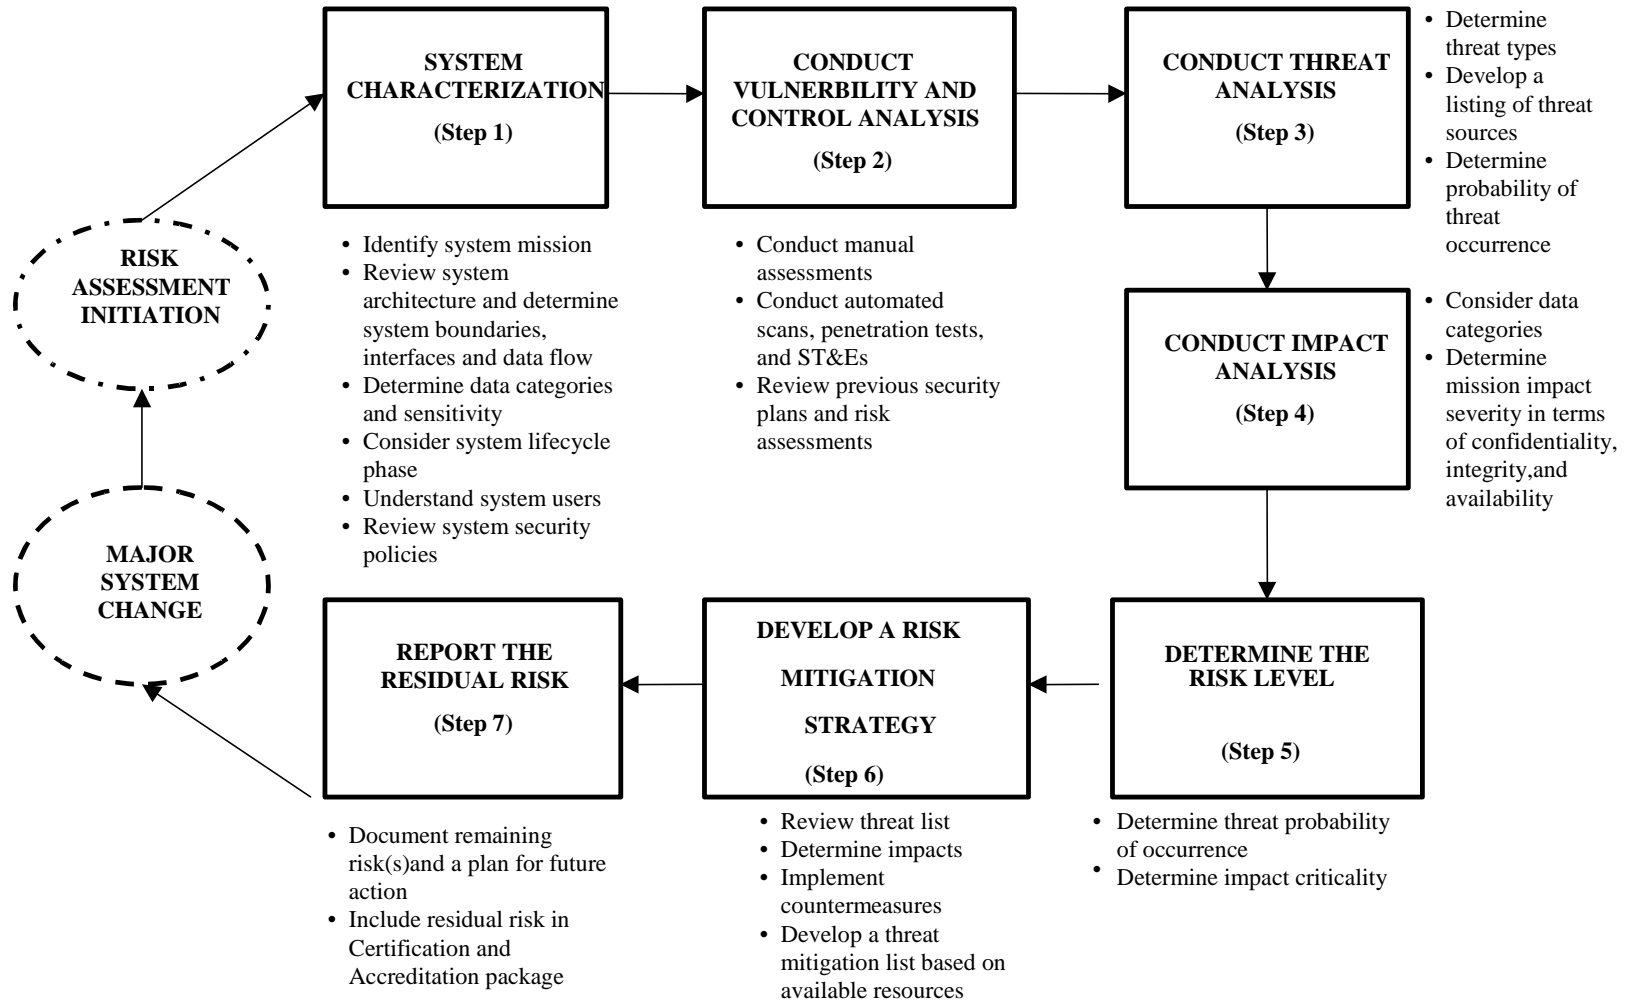 SYSTEM
CHARACTERIZATION
(Step 1)
CONDUCT
VULNERBILITY AND
CONTROL ANALYSIS
(Step 2)
CONDUCT THREAT
ANALYSIS
(Step 3)
• Determine
threat types
• Develop a
listing of threat
sources
• Determine
probability of
threat
occurrence
RISK
ASSESSMENT
INITIATION
• Identify system mission
• Review system
architecture and determine
system boundaries,
interfaces and data flow
• Determine data categories
and sensitivity
• Consider system lifecycle
phase
• Understand system users
• Review system security
policies
• Conduct manual
assessments
• Conduct automated
scans, penetration tests,
and ST&Es
• Review previous security
plans and risk
assessments
CONDUCT IMPACT
ANALYSIS
(Step 4)
• Consider data
categories
• Determine
mission impact
severity in terms
of confidentiality,
integrity,and
availability
MAJOR
SYSTEM
CHANGE
REPORT THE
RESIDUAL RISK
(Step 7)
DEVELOP A RISK
MITIGATION
STRATEGY
(Step 6)
DETERMINE THE
RISK LEVEL
(Step 5)
• Document remaining
risk(s)and a plan for future
action
• Include residual risk in
Certification and
Accreditation package
• Review threat list
• Determine impacts
• Implement
countermeasures
• Develop a threat
mitigation list based on
available resources
• Determine threat probability
of occurrence
• Determine impact criticality